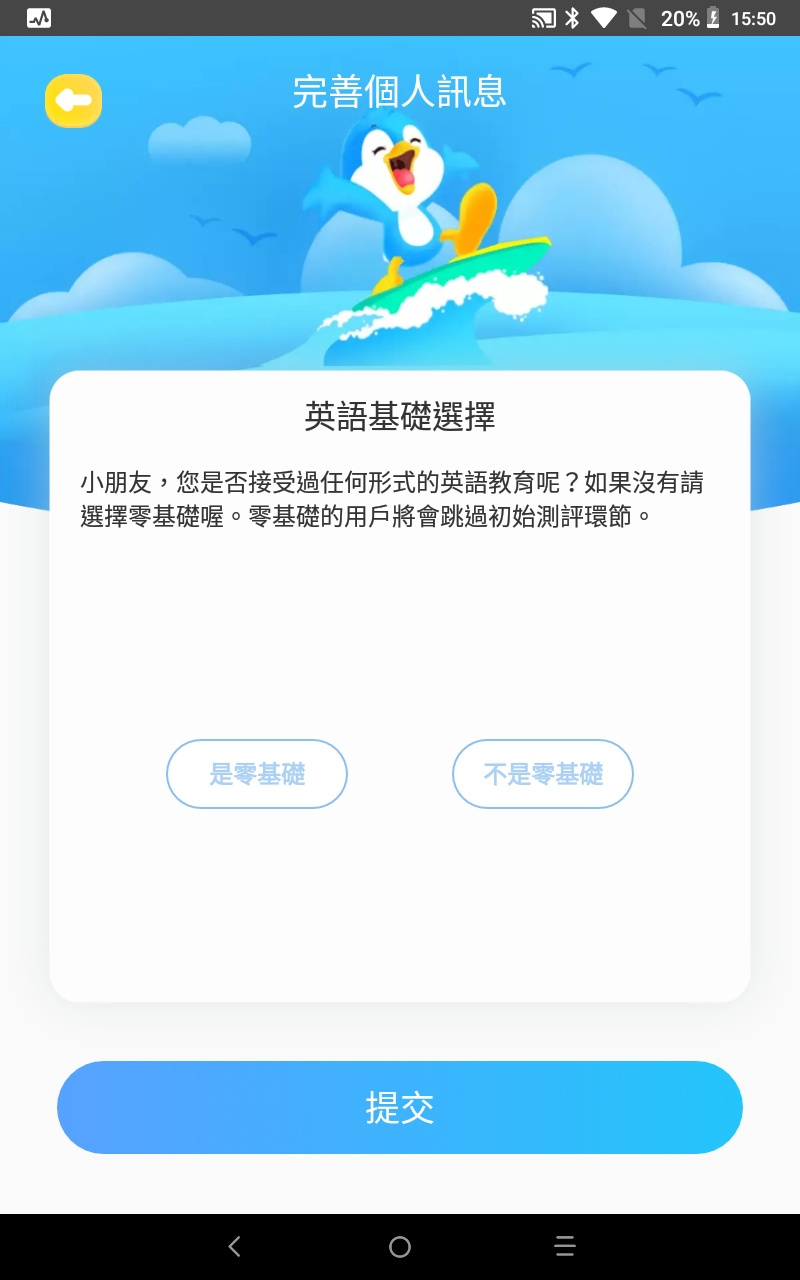 20% 15:50
完善個人訊息
英語基礎選擇
小朋友，您是否接受過任何形式的英語教育呢？如果沒有請
選擇零基礎喔。零基礎的用戶將會跳過初始測評環節。
是零基礎 不是零基礎
提交